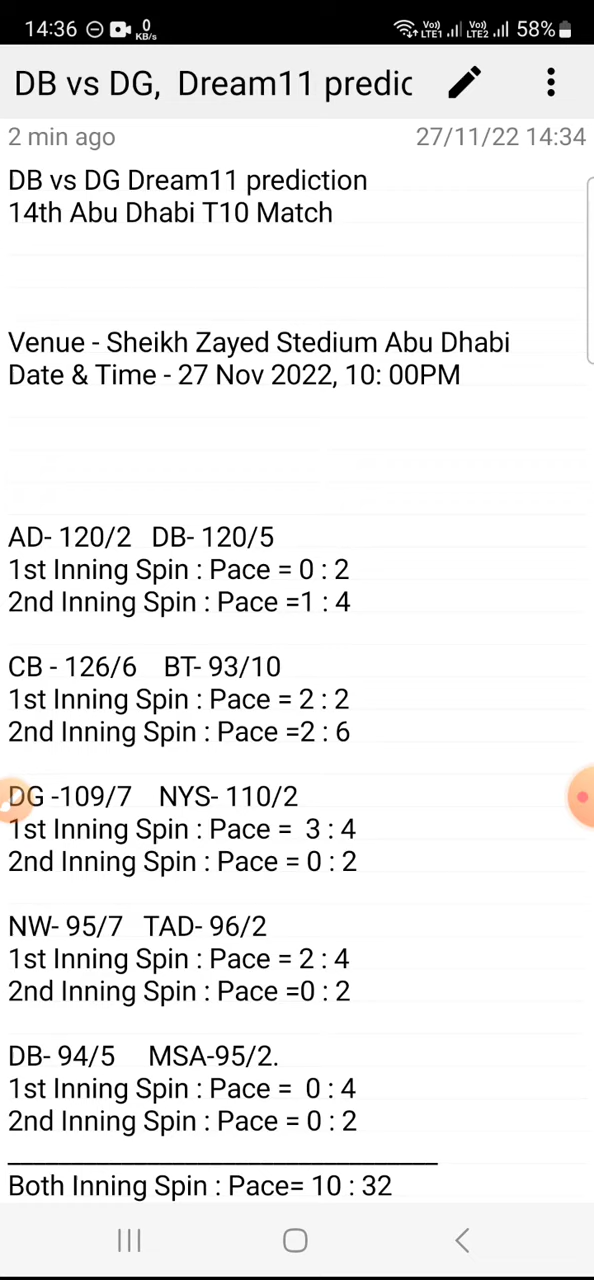 14:36 0 KB/s Vo) LTE1 Vo) LTE2 58%
DB vs DG, Dream11 predic
2 min ago 27/11/22 14:34
DB vs DG Dream11 prediction
14th Abu Dhabi T10 Match
Venue - Sheikh Zayed Stedium Abu Dhabi
Date & Time - 27 Nov 2022, 10: 00PM
AD- 120/2 DB- 120/5
1st Inning Spin : Pace = 0 : 2
2nd Inning Spin : Pace =1 : 4
CB - 126/6 BT- 93/10
1st Inning Spin : Pace = 2 : 2
2nd Inning Spin : Pace =2 : 6
DG -109/7 NYS- 110/2
1st Inning Spin : Pace = 3 : 4
2nd Inning Spin : Pace = 0 : 2
NW- 95/7 TAD- 96/2
1st Inning Spin : Pace = 2 : 4
2nd Inning Spin : Pace =0 : 2
DB- 94/5 MSA-95/2.
1st Inning Spin : Pace = 0 : 4
2nd Inning Spin : Pace = 0 : 2
Both Inning Spin : Pace= 10 : 32